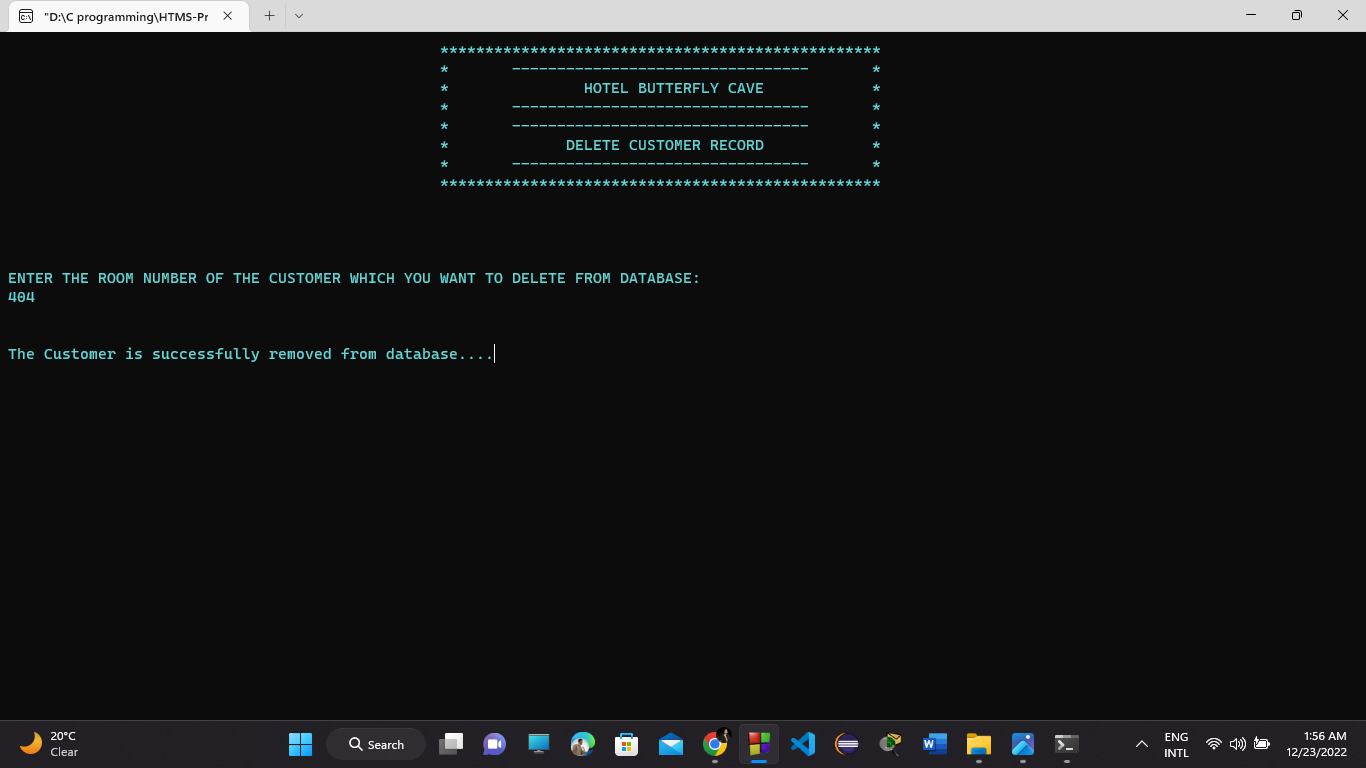 "D:\C programming\HTMS-Pr
*************************************************
* --------------------------------- *
* HOTEL BUTTERFLY CAVE *
* --------------------------------- *
* --------------------------------- *
* DELETE CUSTOMER RECORD *
* --------------------------------- *
*************************************************
ENTER THE ROOM NUMBER OF THE CUSTOMER WHICH YOU WANT TO DELETE FROM DATABASE:
404
The Customer is successfully removed from database....
20°C
Clear
Search
ENG
INTL
1:56 AM
12/23/2022